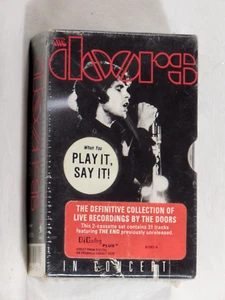 THE
doors
When You
PLAY IT,
SAY IT!
THE DEFINITIVE COLLECTION OF
LIVE RECORDINGS BY THE DOORS
This 2-cassette set contains 31 tracks
featuring THE END previously unreleased.
IN CONCERT